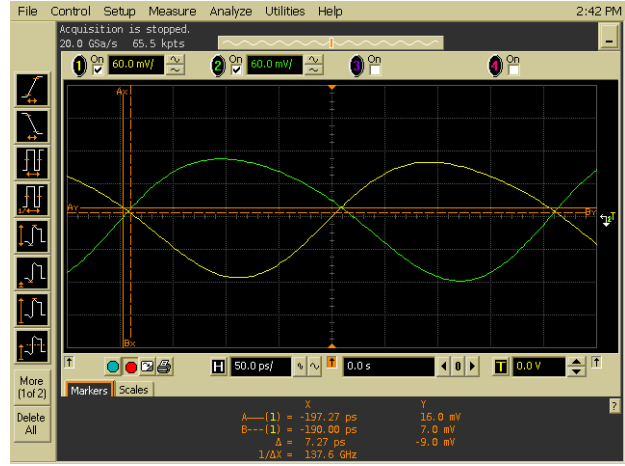 File Control Setup Measure Analyze Utilities Help 2:42 PM
Acquisition is stopped.
20.0 GSa/s 65.5 kpts
1 On 60.0 mV/ 2 On 60.0 mV/ 3 On 4 On
Ax
Ay
By
T
Bx
H 50.0 ps/ 0.0 s 0 T 0.0 V
More
(1of 2)
Delete
All
Markers Scales
X Y
A——(1) = -197.27 ps 16.0 mV
B---(1) = -190.00 ps 7.0 mV
Δ = 7.27 ps -9.0 mV
1/ΔX = 137.6 GHz
?